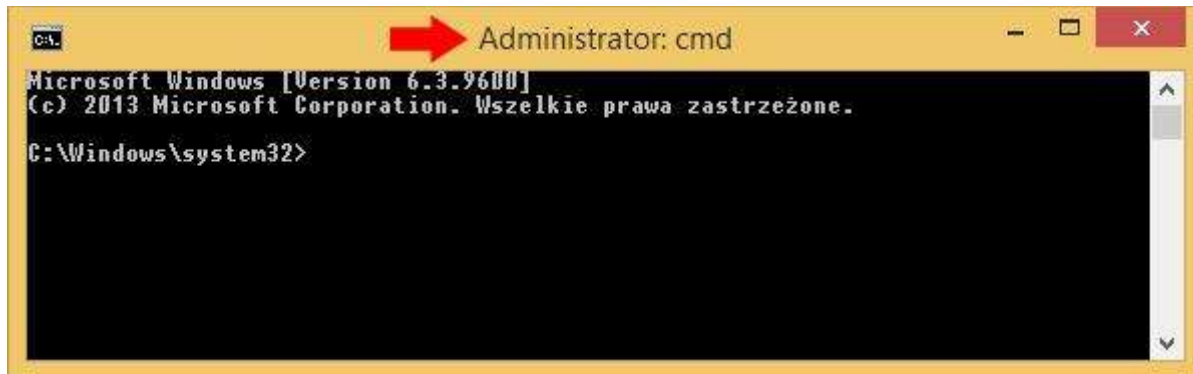 Administrator: cmd
Microsoft Windows [Version 6.3.9600]
(c) 2013 Microsoft Corporation. Wszelkie prawa zastrzeżone.
C:\Windows\system32>